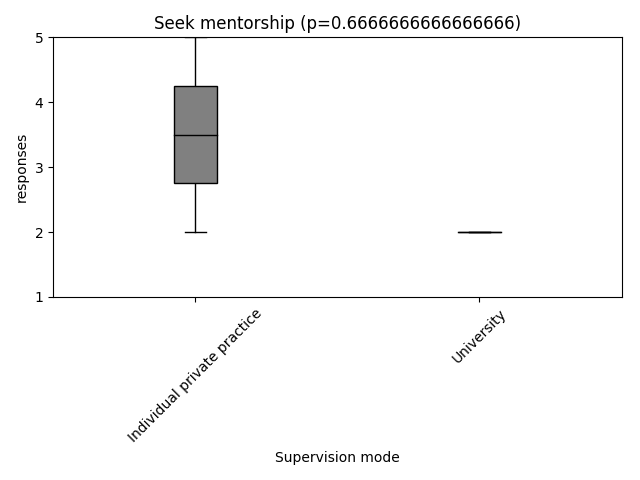 Seek mentorship (p=0.6666666666666666)
responses
5
4
3
2
1
Individual private practice
University
Supervision mode